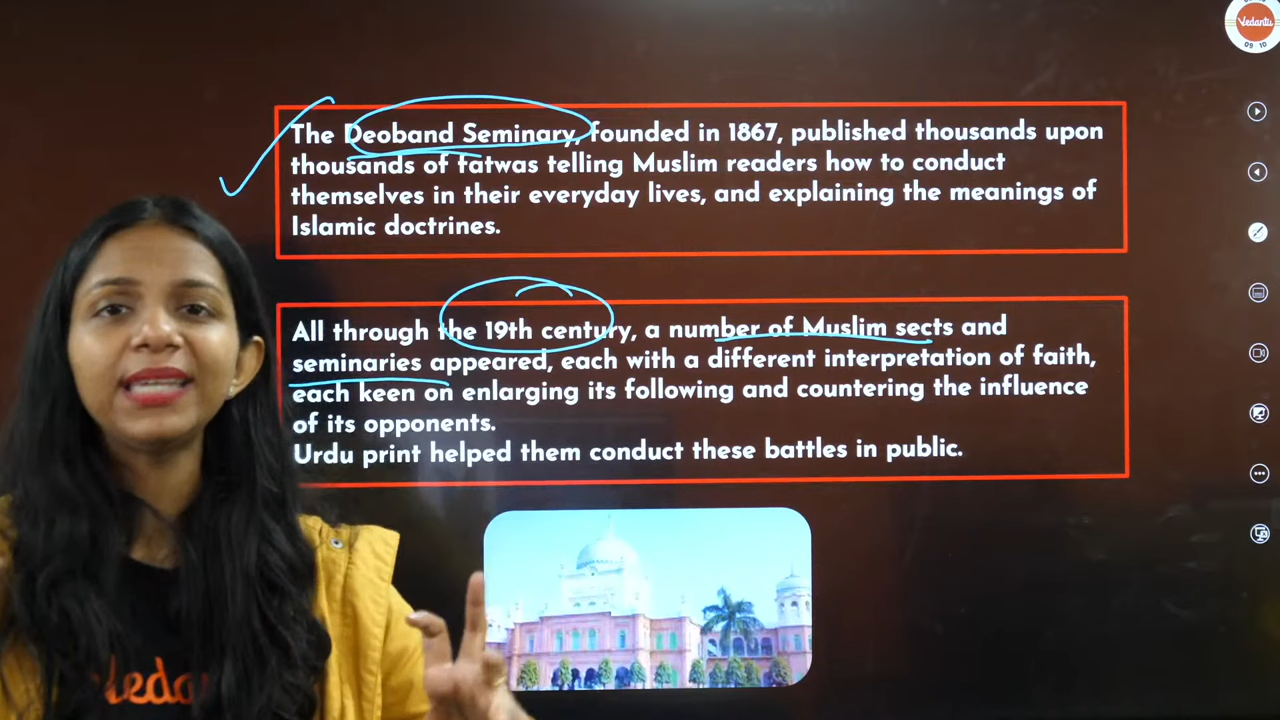 Vedantu
09 10
The Deoband Seminary, founded in 1867, published thousands upon
thousands of fatwas telling Muslim readers how to conduct
themselves in their everyday lives, and explaining the meanings of
Islamic doctrines.
All through the 19th century, a number of Muslim sects and
seminaries appeared, each with a different interpretation of faith,
each keen on enlarging its following and countering the influence
of its opponents.
Urdu print helped them conduct these battles in public.